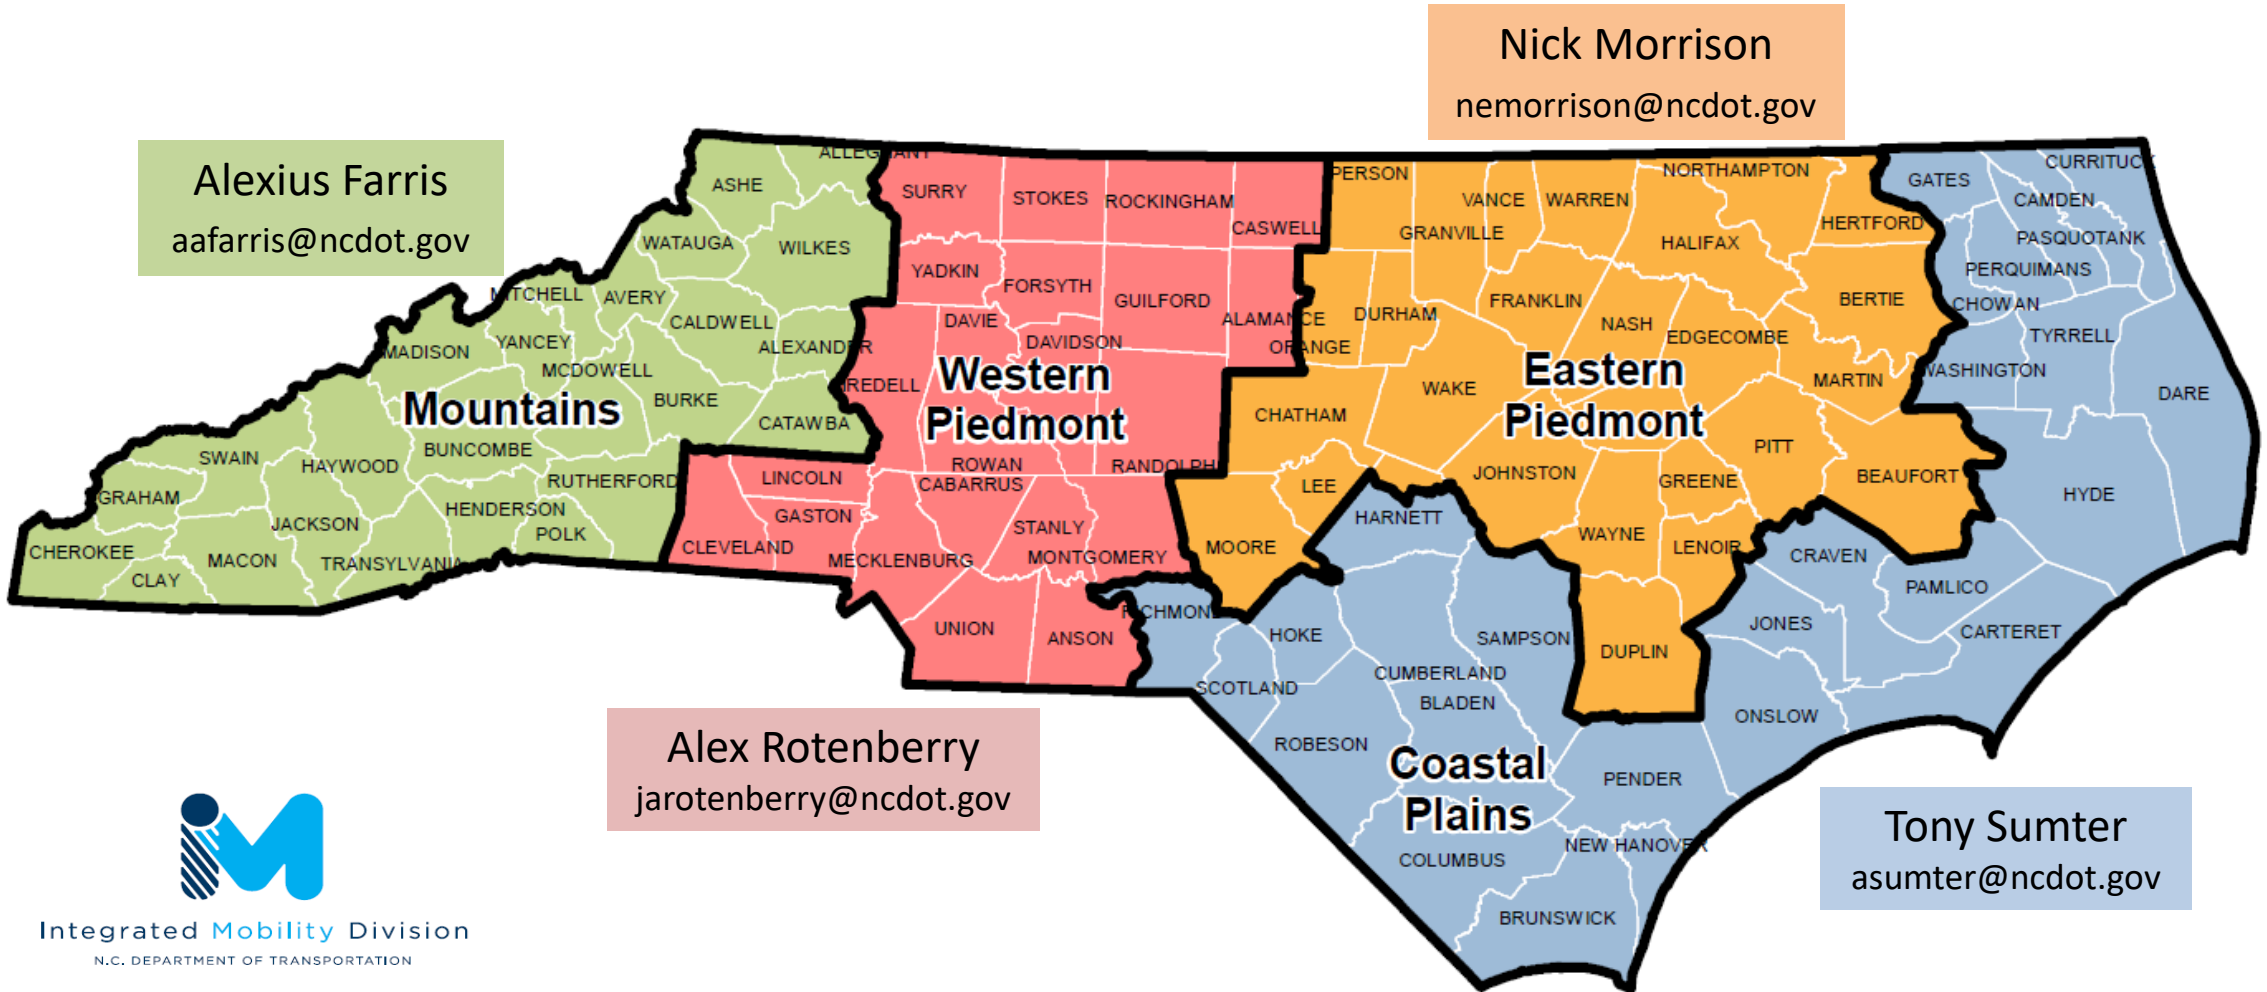 Nick Morrison
nemorrison@ncdot.gov
Alexius Farris
aafarris@ncdot.gov
ALLEGHANY
ASHE
SURRY
STOKES
ROCKINGHAM
CASWELL
PERSON
VANCE
WARREN
NORTHAMPTON
GATES
CURRITUCK
CAMDEN
WATAUGA
WILKES
GRANVILLE
HALIFAX
HERTFORD
PASQUOTANK
YADKIN
FORSYTH
GUILFORD
PERQUIMANS
MITCHELL
AVERY
FRANKLIN
BERTIE
CHOWAN
CALDWELL
DAVIE
ALAMANCE
DURHAM
NASH
EDGECOMBE
TYRRELL
MADISON
YANCEY
ALEXANDER
DAVIDSON
ORANGE
MCDOWELL
IREDELL
Western
Piedmont
WAKE
Eastern
Piedmont
MARTIN
WASHINGTON
DARE
Mountains
BURKE
CATAWBA
CHATHAM
BUNCOMBE
PITT
SWAIN
HAYWOOD
ROWAN
RANDOLPH
JOHNSTON
GREENE
BEAUFORT
RUTHERFORD
LINCOLN
CABARRUS
LEE
HYDE
GRAHAM
HENDERSON
GASTON
HARNETT
JACKSON
POLK
STANLY
WAYNE
CHEROKEE
MACON
TRANSYLVANIA
CLEVELAND
MECKLENBURG
MONTGOMERY
MOORE
LENOIR
CRAVEN
CLAY
PAMLICO
RICHMOND
UNION
ANSON
HOKE
SAMPSON
DUPLIN
JONES
CARTERET
SCOTLAND
CUMBERLAND
BLADEN
ONSLOW
ROBESON
Coastal
Plains
PENDER
Alex Rotenberry
jarotenberry@ncdot.gov
COLUMBUS
NEW HANOVER
BRUNSWICK
Tony Sumter
asumter@ncdot.gov
Integrated Mobility Division
N.C. DEPARTMENT OF TRANSPORTATION